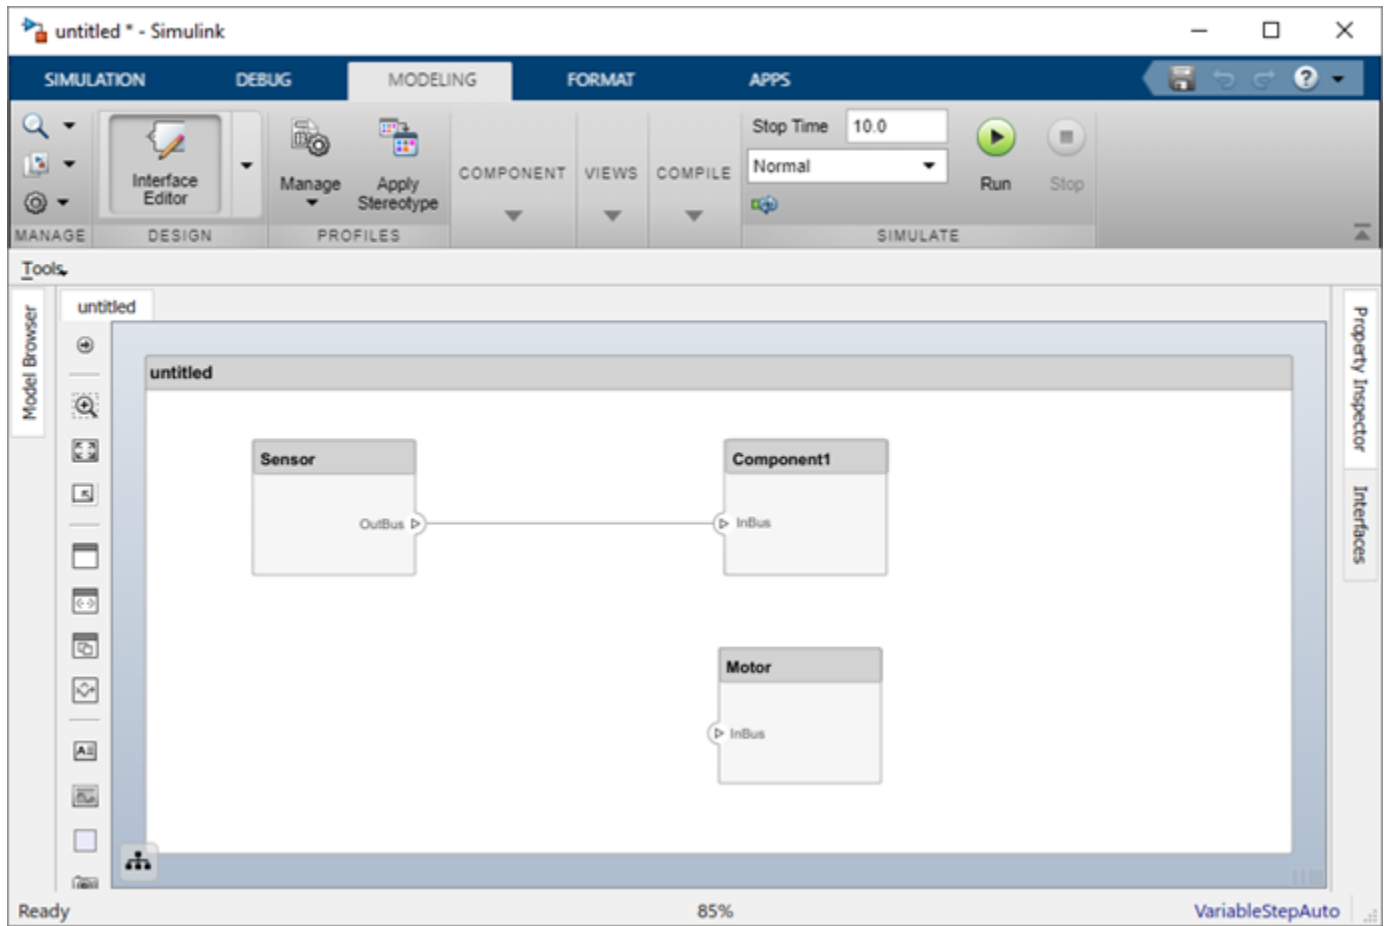 untitled * - Simulink
SIMULATION DEBUG MODELING FORMAT APPS
?
Interface
Editor
Manage
Apply
Stereotype
COMPONENT
VIEWS
COMPILE
Stop Time 10.0
Normal
Run
Stop
MANAGE DESIGN PROFILES SIMULATE
Tools
Model Browser
untitled
untitled
Sensor
OutBus
Component1
InBus
Motor
InBus
Property Inspector
Interfaces
Ready 85% VariableStepAuto